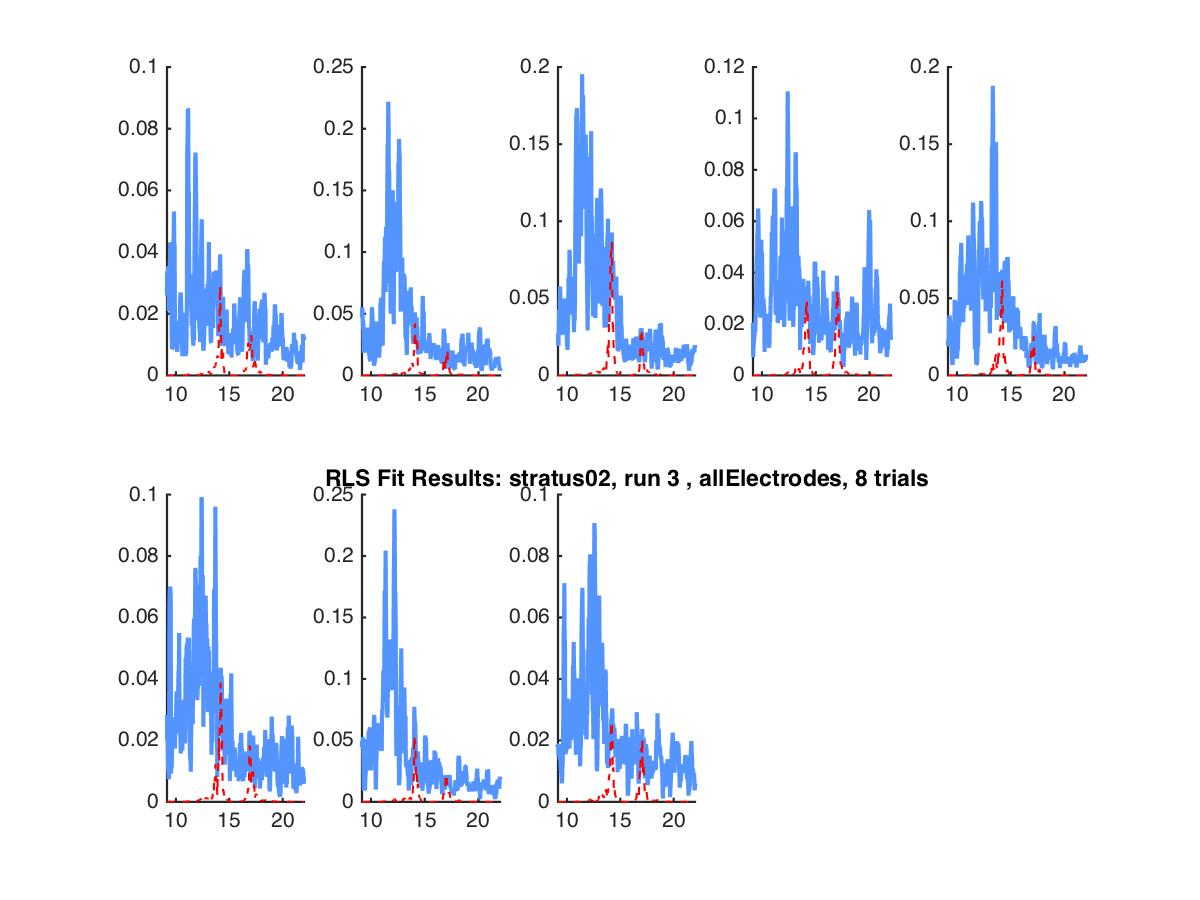 0.1 0.25 0.2 0.12 0.2
0.1
0.08 0.2
0.15 0.15
0.08
0.06 0.15
0.1 0.06 0.1
0.04 0.1
0.04
0.05 0.05
0.02 0.05
0.02
0 0 0 0 0
10 15 20 10 15 20 10 15 20 10 15 20 10 15 20
RLS Fit Results: stratus02, run 3 , allElectrodes, 8 trials
0.1 0.25 0.1
0.08 0.2 0.08
0.06 0.15 0.06
0.04 0.1 0.04
0.02 0.05 0.02
0 0 0
10 15 20 10 15 20 10 15 20